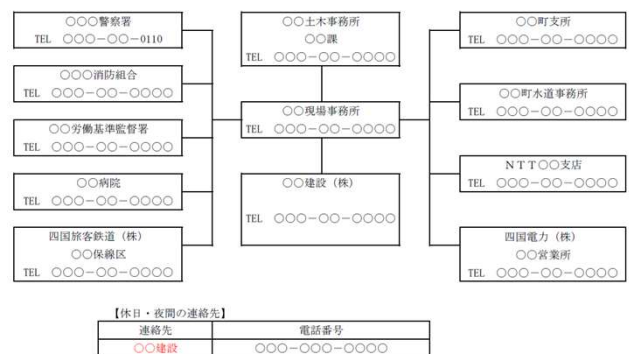 ○○○警察署
TEL ○○○－○○－0110
○○○消防組合
TEL ○○○－○○－○○○○
○○労働基準監督署
TEL ○○○－○○－○○○○
○○病院
TEL ○○○－○○－○○○○
四国旅客鉄道（株）
○○保線区
TEL ○○○－○○－○○○○
○○土木事務所
○○課
TEL ○○○－○○－○○○○
○○現場事務所
TEL ○○○－○○－○○○○
○○建設（株）
TEL ○○○－○○－○○○○
○○町支所
TEL ○○○－○○－○○○○
○○町水道事務所
TEL ○○○－○○－○○○○
ＮＴＴ○○支店
TEL ○○○－○○－○○○○
四国電力（株）
○○営業所
TEL ○○○－○○－○○○○
【休日・夜間の連絡先】
連絡先 電話番号
○○建設 ○○○－○○○－○○○○